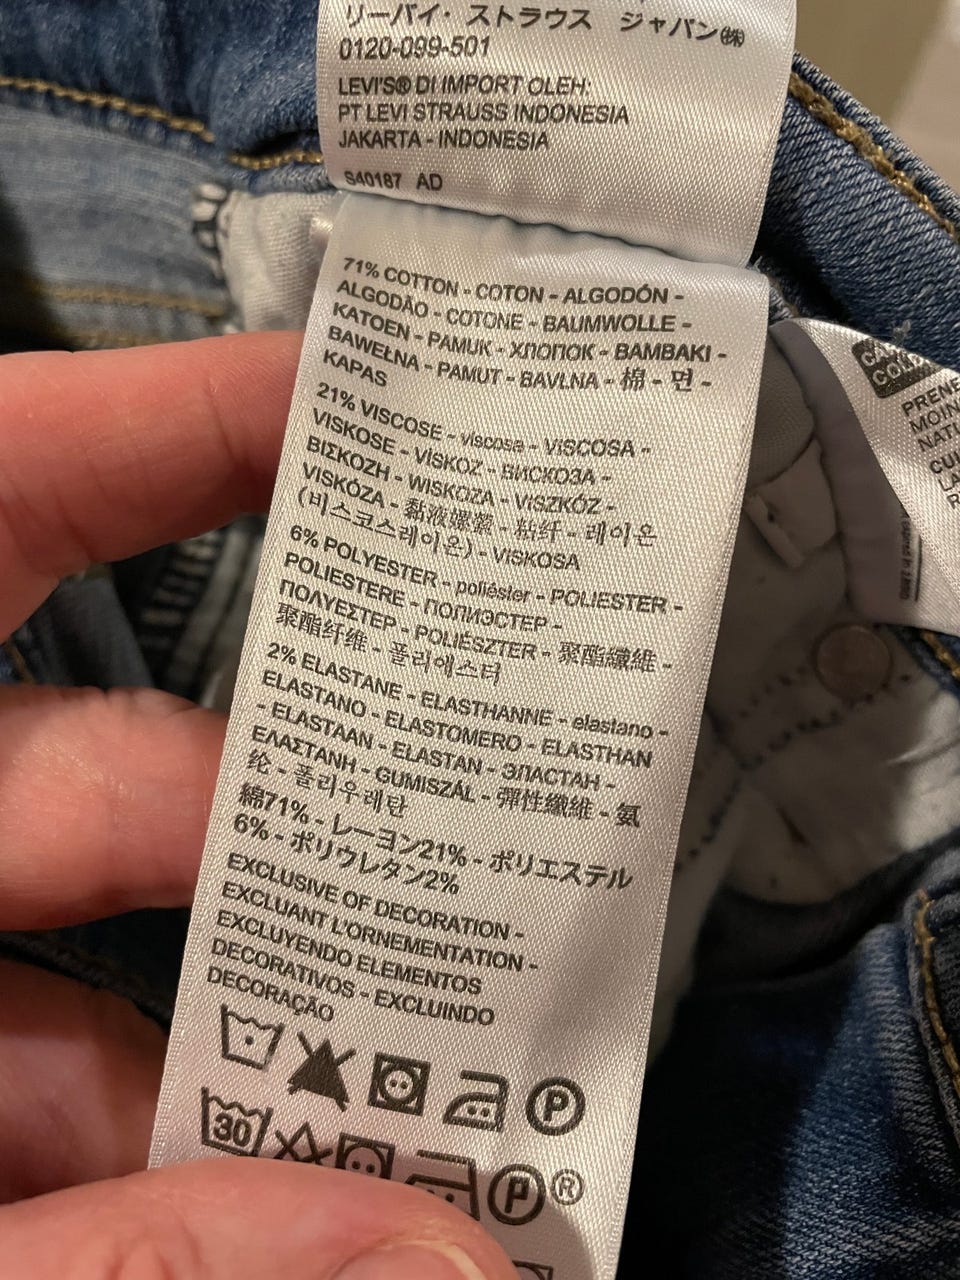 リーバイ・ストラウス ジャパン㈱
0120-099-501
LEVI'S® DI IMPORT OLEH:
PT LEVI STRAUSS INDONESIA
JAKARTA - INDONESIA
S40187 AD
71% COTTON - COTON - ALGODÓN -
ALGODÃO - COTONE - BAUMWOLLE -
KATOEN - PAMUK - ХЛОПОК - BAMBAKI -
BAWEŁNA - PAMUT - BAVLNA - 棉 - 면 -
KAPAS
21% VISCOSE - viscosa - VISCOSA -
VISKOSE - VİSKOZ - ВИСКОЗА -
ΒΙΣΚΟΖΗ - WISKOZA - VISZKÓZ -
VISKÓZA - 黏液嫘縈 - 粘纤 - 레이온
(비스코스레이온) - VISKOSA
6% POLYESTER - poliéster - POLIESTER -
POLIESTERE - ПОЛИЭСТЕР -
ΠΟΛΥΕΣΤΕΡ - POLIÉSZTER - 聚酯纖維 -
聚酯纤维 - 폴리에스터
2% ELASTANE - ELASTHANNE - elastano -
ELASTANO - ELASTOMERO - ELASTHAN
- ELASTAAN - ELASTAN - ЭЛАСТАН -
ΕΛΑΣΤΑΝΗ - GUMISZÁL - 彈性纖維 - 氨
纶 - 폴리우레탄
綿71% - レーヨン21% - ポリエステル
6% - ポリウレタン2%
EXCLUSIVE OF DECORATION -
EXCLUANT L'ORNEMENTATION -
EXCLUYENDO ELEMENTOS
DECORATIVOS - EXCLUINDO
DECORAÇÃO
P
30
P ®
PRENE
MOIN
NATU
CUI
LA